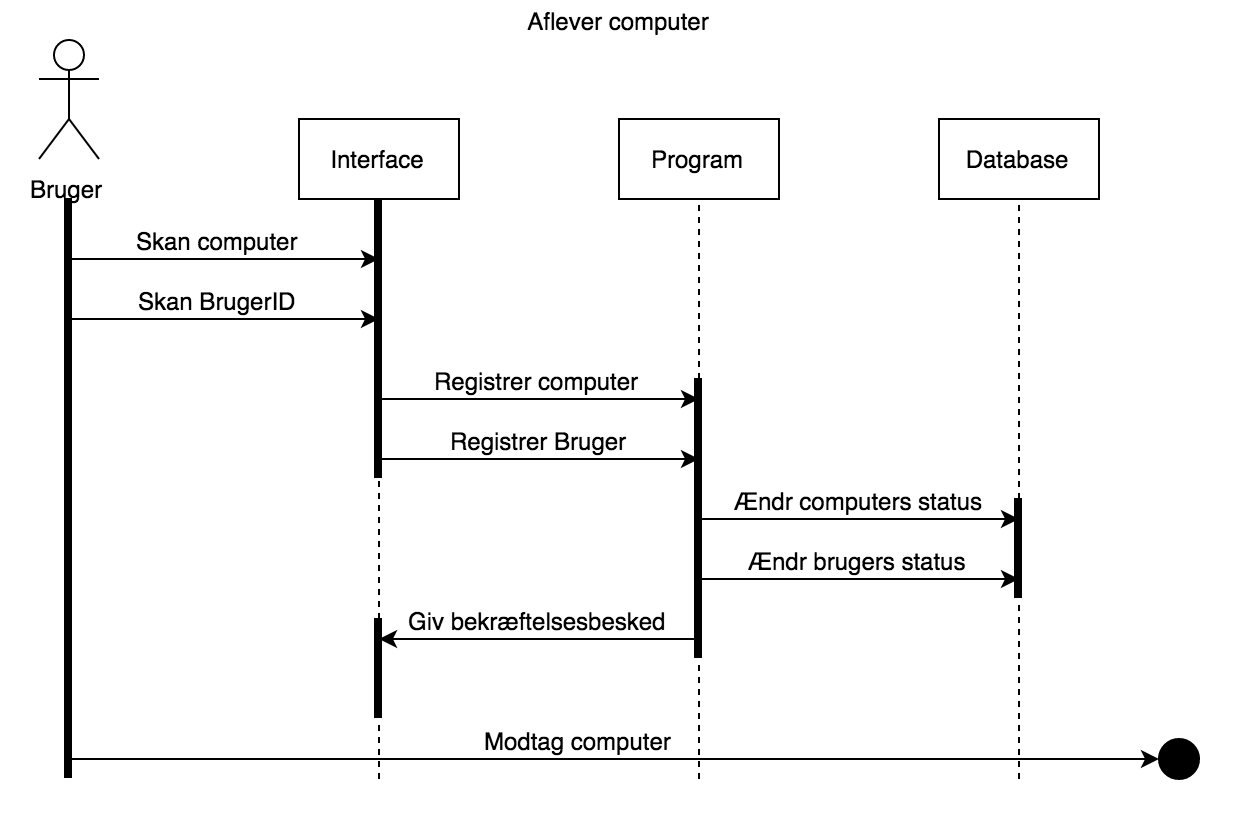 Aflever computer
Bruger
Interface
Program
Database
Skan computer
Skan BrugerID
Registrer computer
Registrer Bruger
Ændr computers status
Ændr brugers status
Giv bekræftelsesbesked
Modtag computer